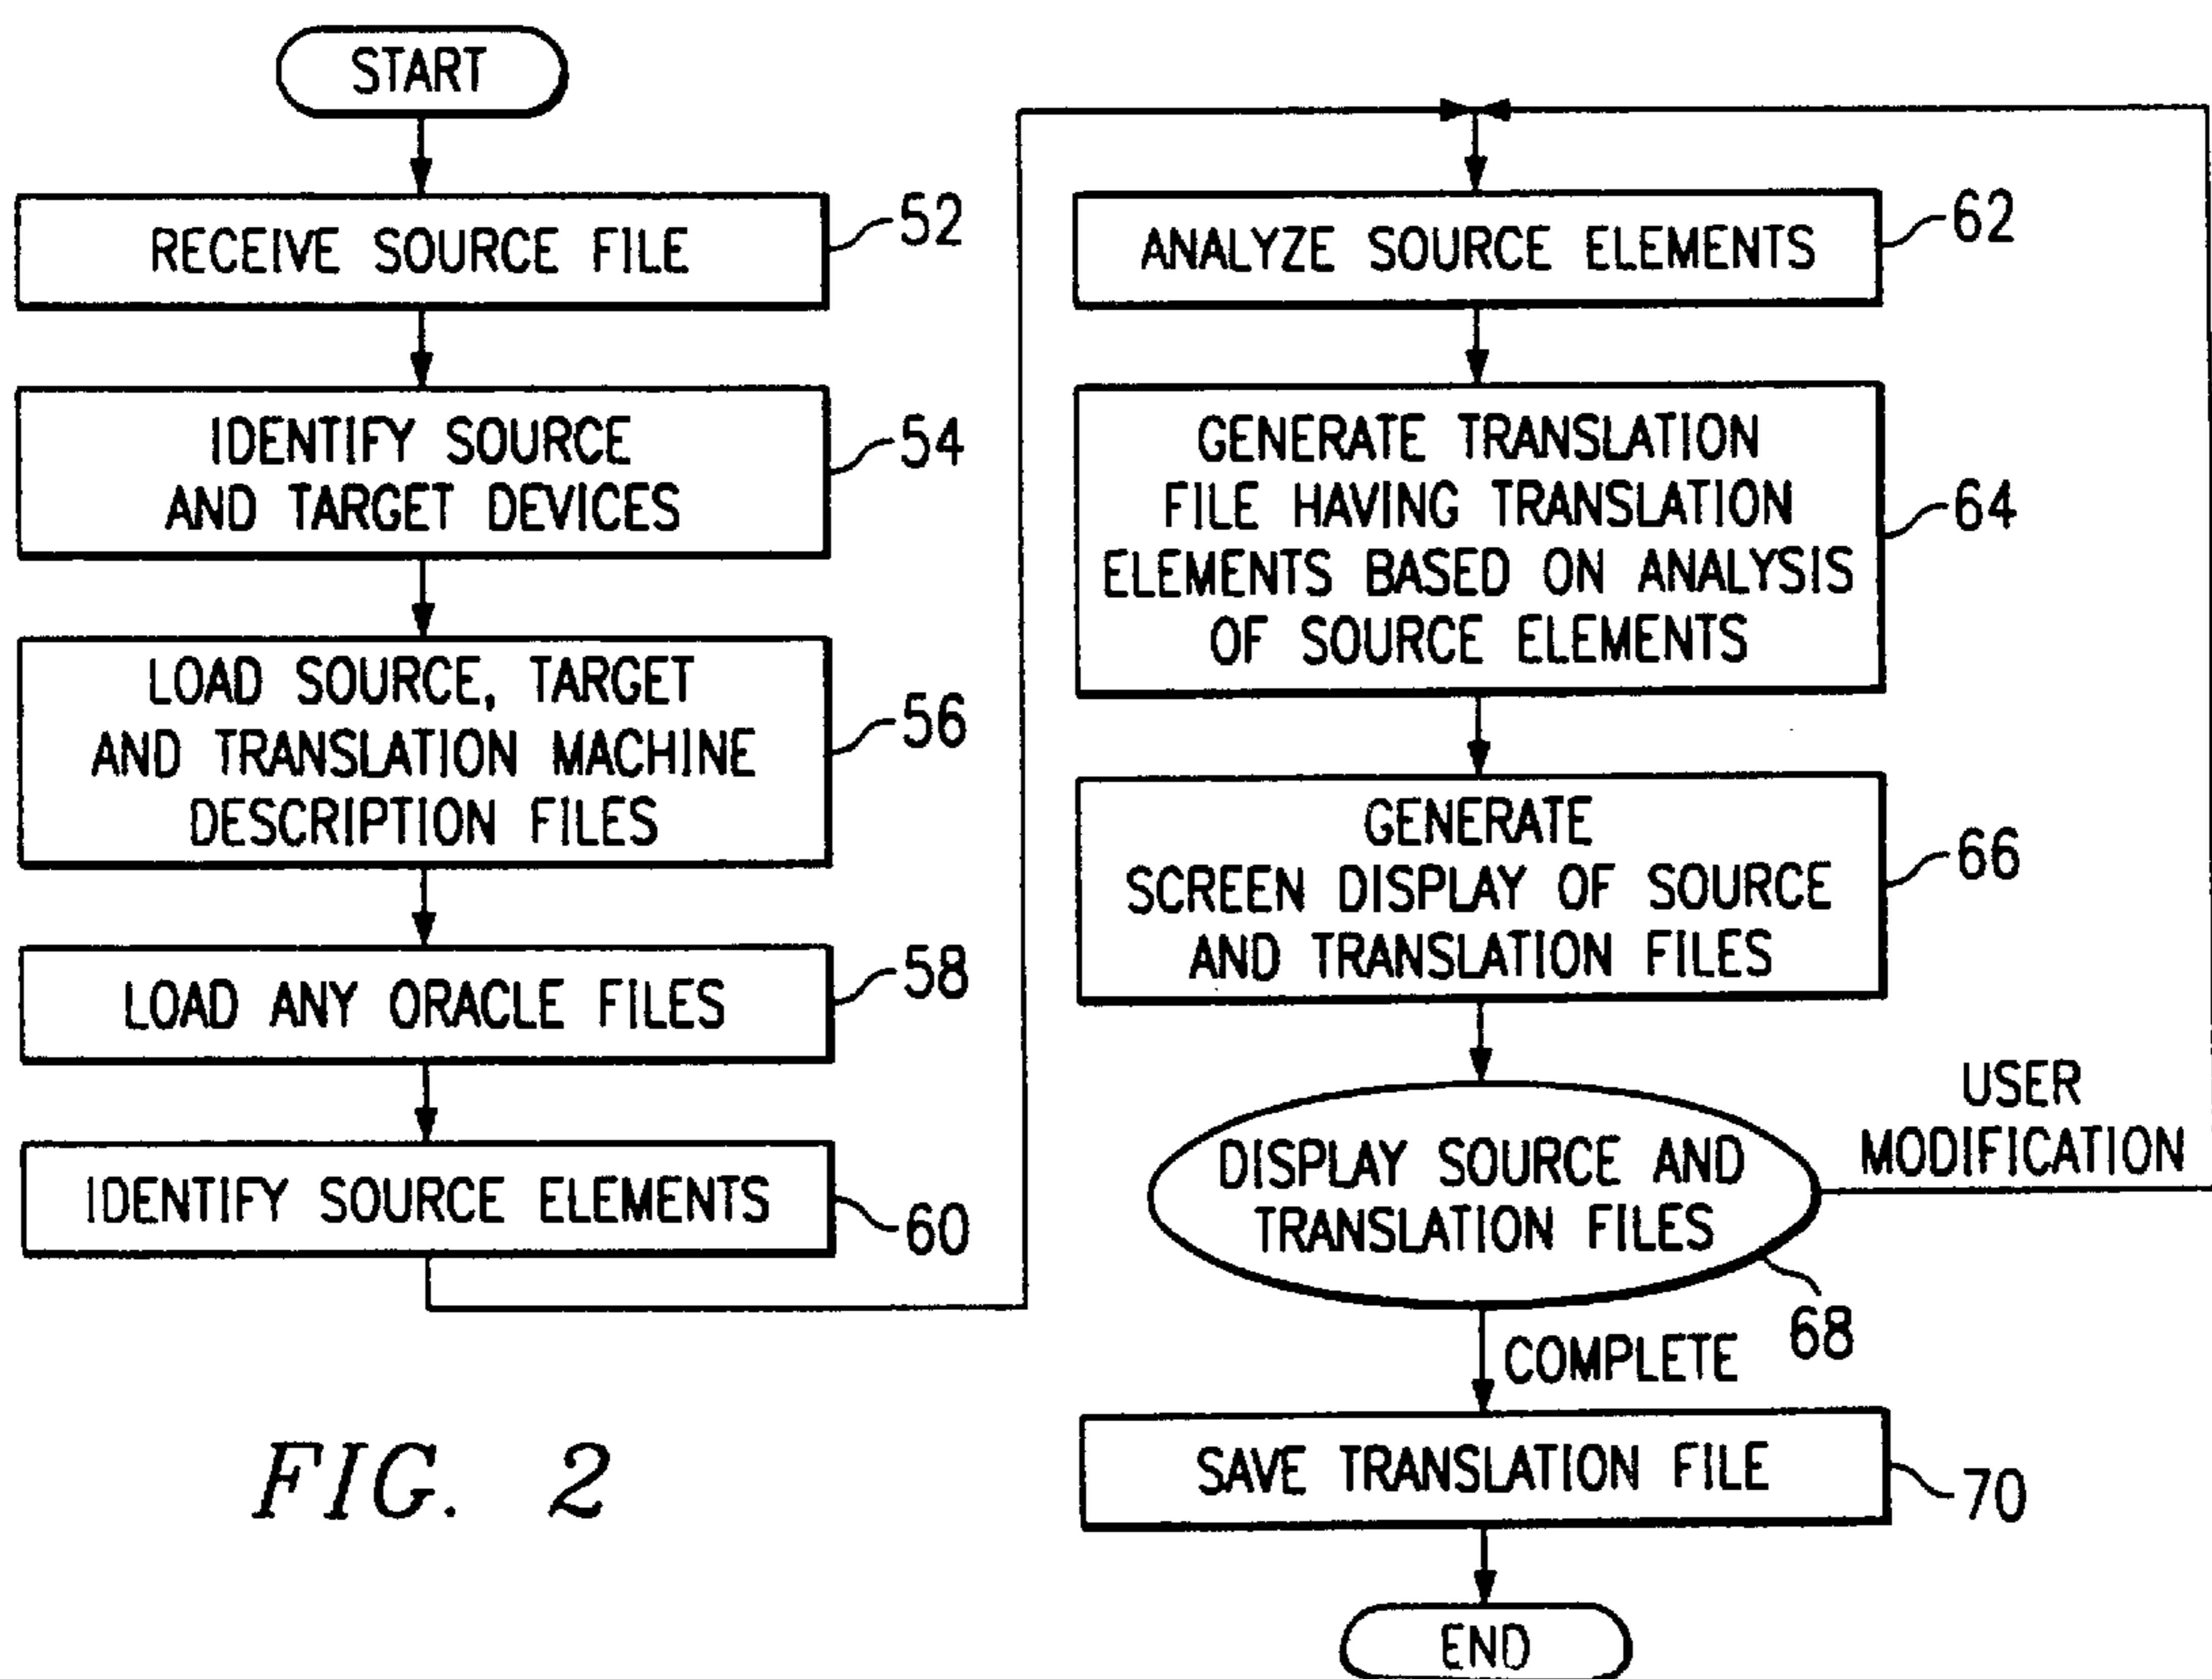 START
RECEIVE SOURCE FILE
52
IDENTIFY SOURCE
AND TARGET DEVICES
54
LOAD SOURCE, TARGET
AND TRANSLATION MACHINE
DESCRIPTION FILES
56
LOAD ANY ORACLE FILES
58
IDENTIFY SOURCE ELEMENTS
60
ANALYZE SOURCE ELEMENTS
62
GENERATE TRANSLATION
FILE HAVING TRANSLATION
ELEMENTS BASED ON ANALYSIS
OF SOURCE ELEMENTS
64
GENERATE
SCREEN DISPLAY OF SOURCE
AND TRANSLATION FILES
66
DISPLAY SOURCE AND
TRANSLATION FILES
68
USER
MODIFICATION
COMPLETE
SAVE TRANSLATION FILE
70
END
FIG. 2